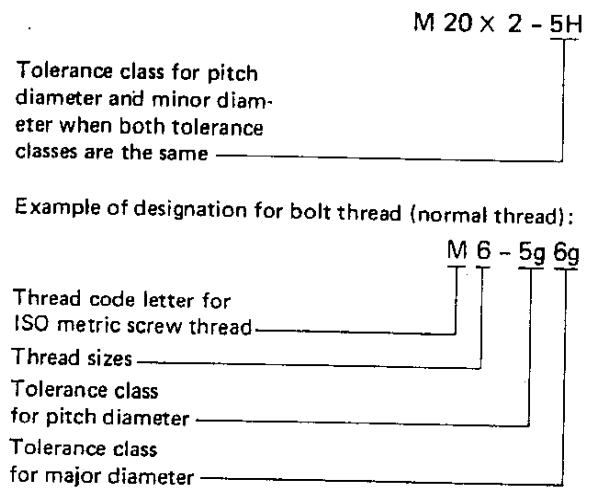 M 20 × 2 – 5H
Tolerance class for pitch
diameter and minor diam-
eter when both tolerance
classes are the same
Example of designation for bolt thread (normal thread):
M 6 – 5g 6g
Thread code letter for
ISO metric screw thread
Thread sizes
Tolerance class
for pitch diameter
Tolerance class
for major diameter